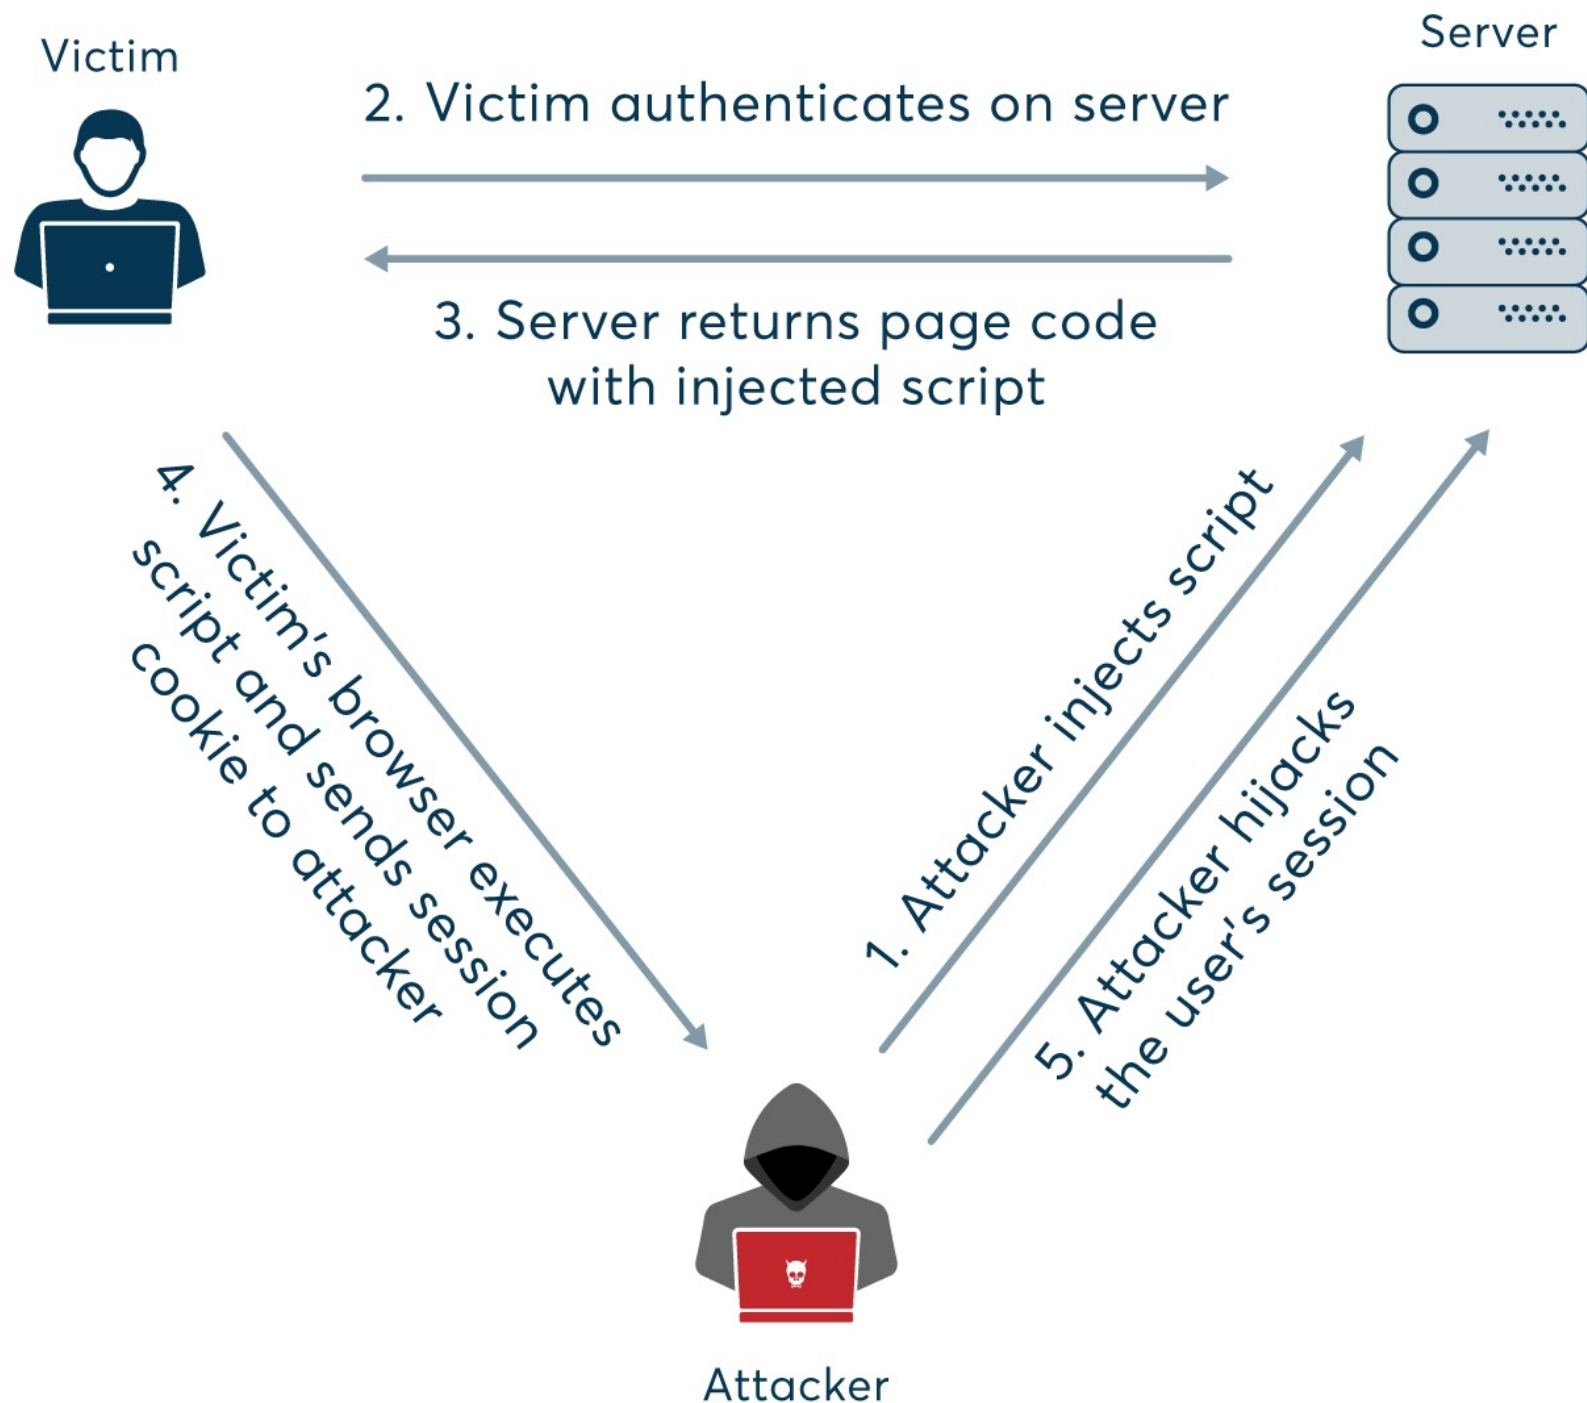 Victim
Server
2. Victim authenticates on server
3. Server returns page code
with injected script
4. Victim's browser executes
script and sends session
cookie to attacker
1. Attacker injects script
5. Attacker hijacks
the user's session
Attacker